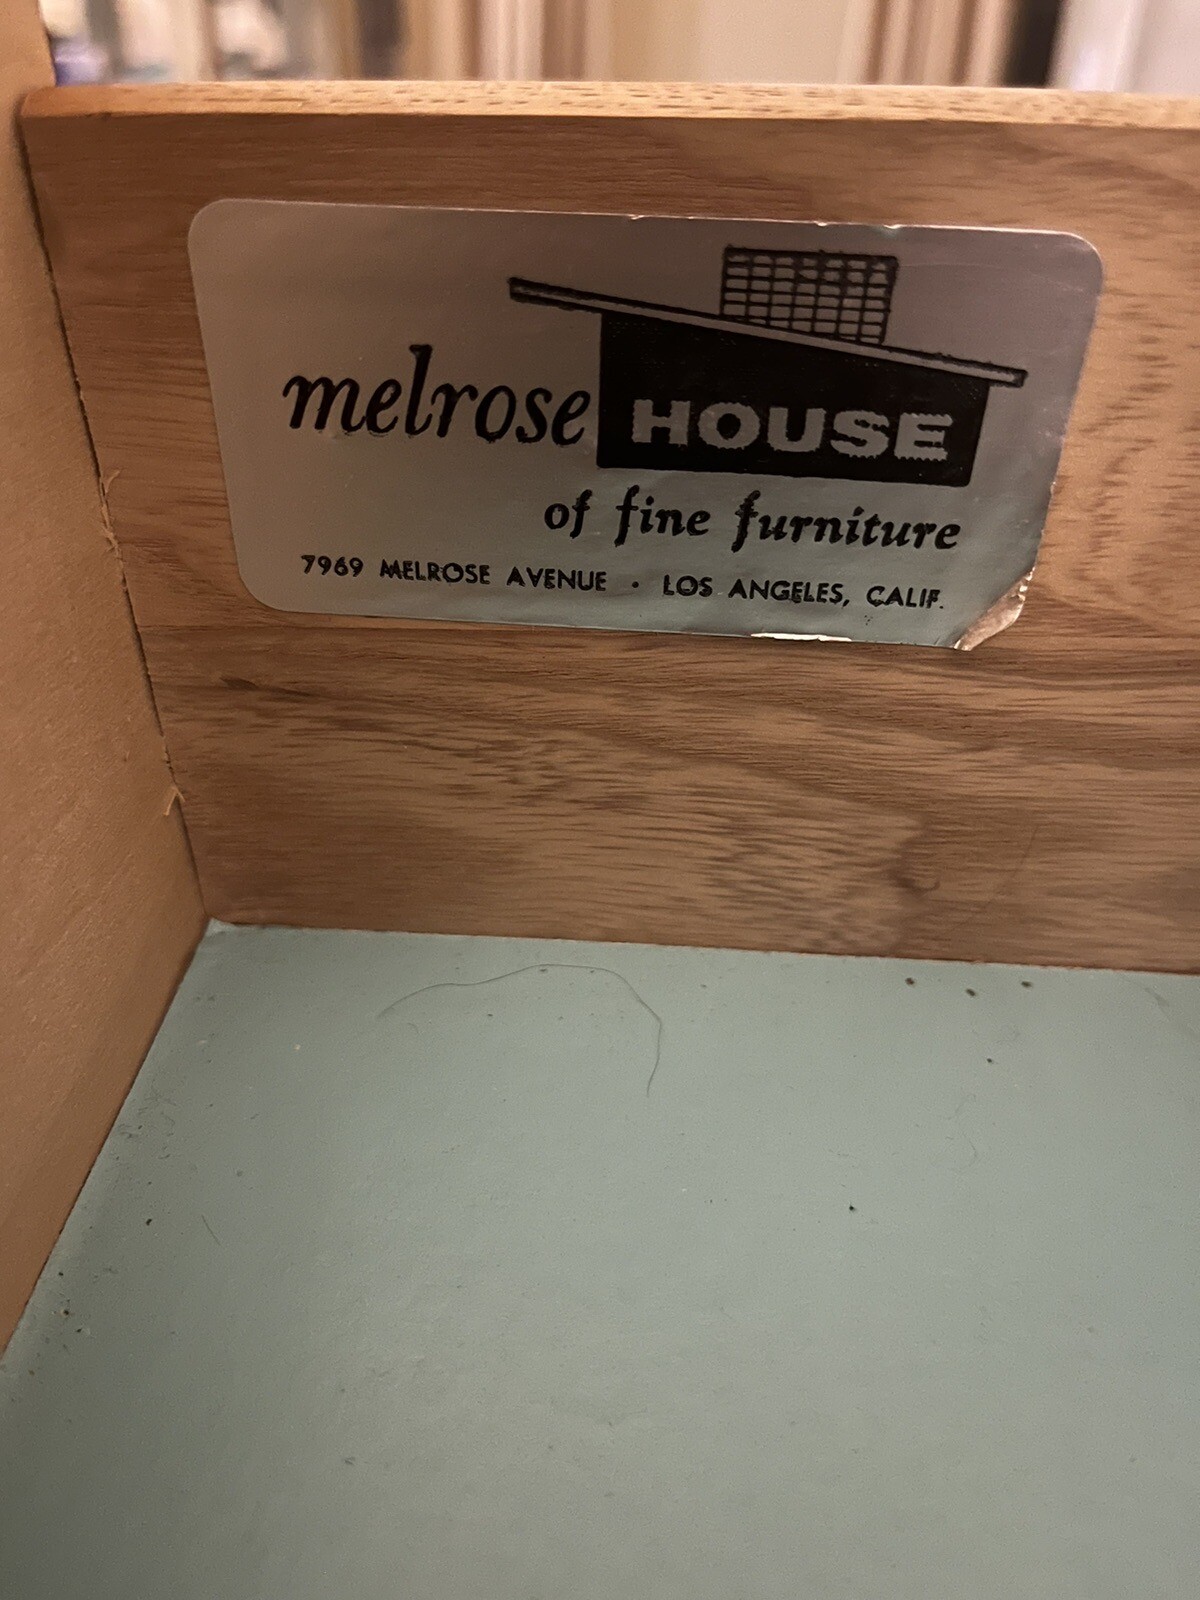 melrose HOUSE
of fine furniture
7969 MELROSE AVENUE • LOS ANGELES, CALIF.